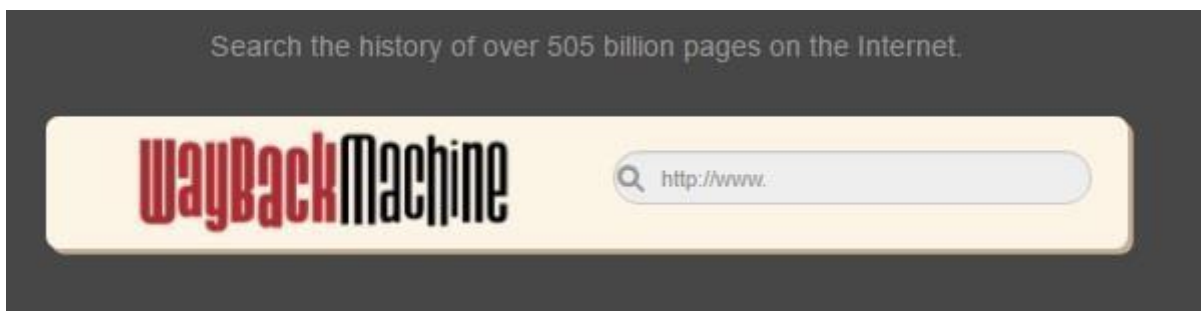 Search the history of over 505 billion pages on the Internet.
WayBackMachine
http://www.